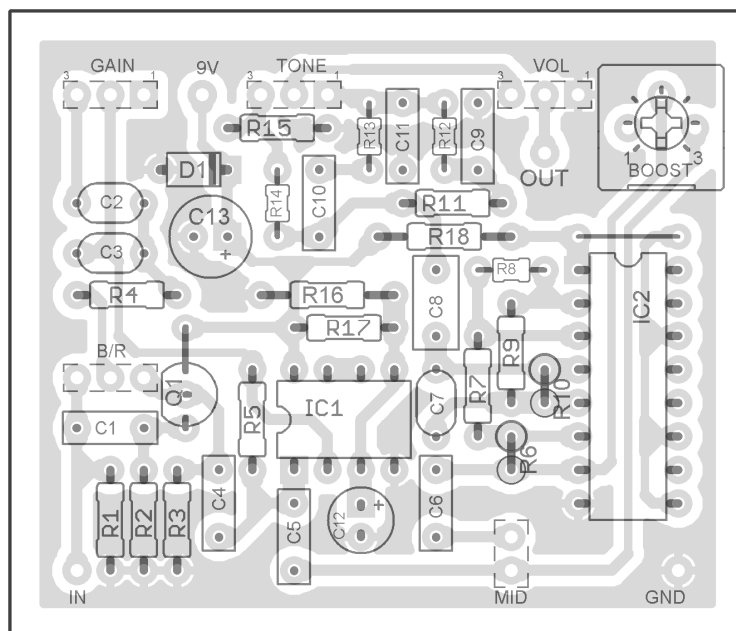 GAIN 9V TONE VOL
3 1 3 1 3 1
R15 R13 C11 R12 C9
1 3
BOOST
D1 OUT
C2 C13 R14 C10 R11
+
C3 R18
R8
R4 R16 C8 IC2
R17 R9
B/R
Q1 R5 IC1 C7 R7 R10
C1
R6
R1 R2 R3 C4 C5 C12 + C6
IN MID GND